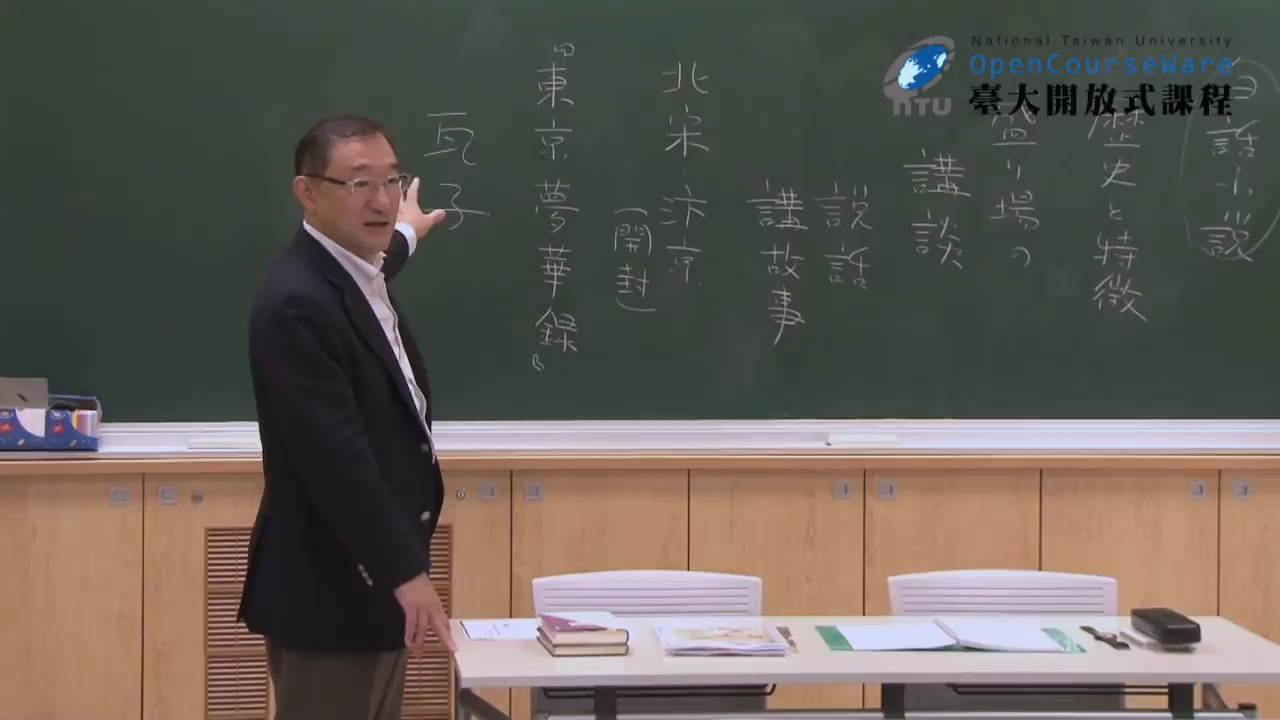 National Taiwan University
OpenCourseWare
臺大開放式課程
NTU
白話小説
歴史と特徴
盛り場の
講談
説話
講故事
北宋・汴京
(開封)
『東京夢華録』
瓦子